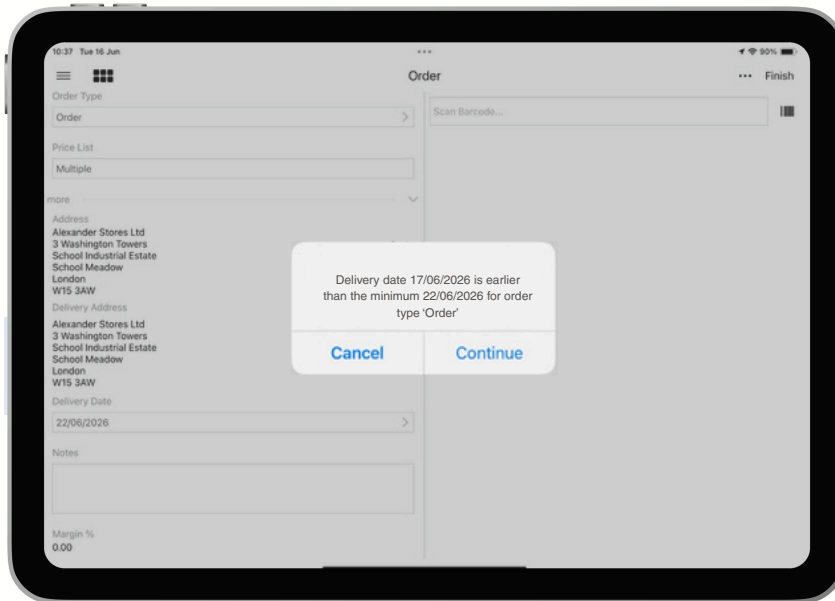 10:37 Tue 16 Jun
90%
Order
Finish
Order Type
Order
Scan Barcode...
Price List
Multiple
more
Address
Alexander Stores Ltd
3 Washington Towers
School Industrial Estate
School Meadow
London
W15 3AW
Delivery Address
Alexander Stores Ltd
3 Washington Towers
School Industrial Estate
School Meadow
London
W15 3AW
Delivery Date
22/06/2026
Notes
Margin %
0.00
Delivery date 17/06/2026 is earlier
than the minimum 22/06/2026 for order
type ‘Order’
Cancel
Continue